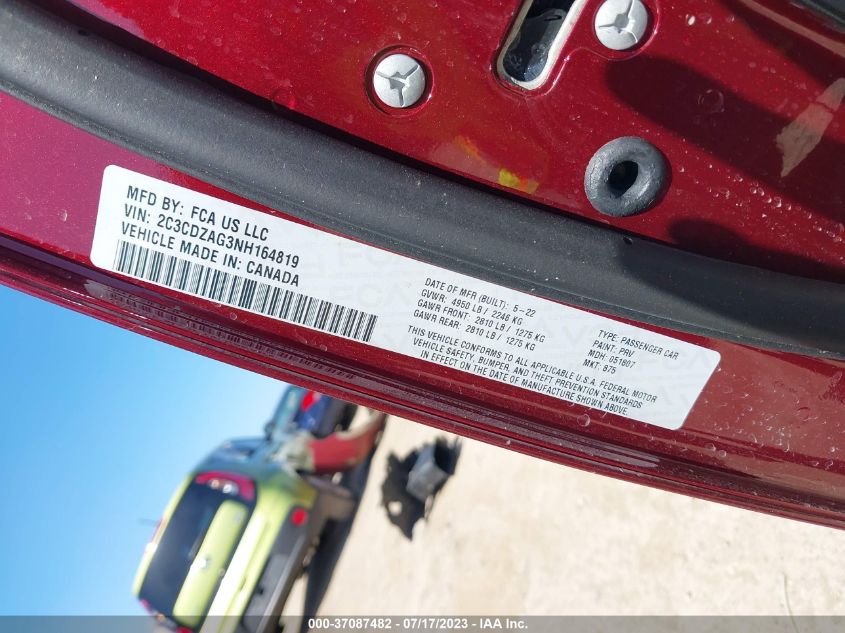 MFD BY: FCA US LLC
VIN: 2C3CDZAG3NH164819
VEHICLE MADE IN: CANADA
DATE OF MFR (BUILT): 5-22
GVWR: 4950 LB / 2246 KG
GAWR FRONT: 2810 LB / 1275 KG
GAWR REAR: 2810 LB / 1275 KG
TYPE: PASSENGER CAR
PAINT: PRV
MDH: 051807
MKT: 875
THIS VEHICLE CONFORMS TO ALL APPLICABLE U.S.A. FEDERAL MOTOR
VEHICLE SAFETY, BUMPER, AND THEFT PREVENTION STANDARDS
IN EFFECT ON THE DATE OF MANUFACTURE SHOWN ABOVE.
000-37087482 - 07/17/2023 - IAA Inc.